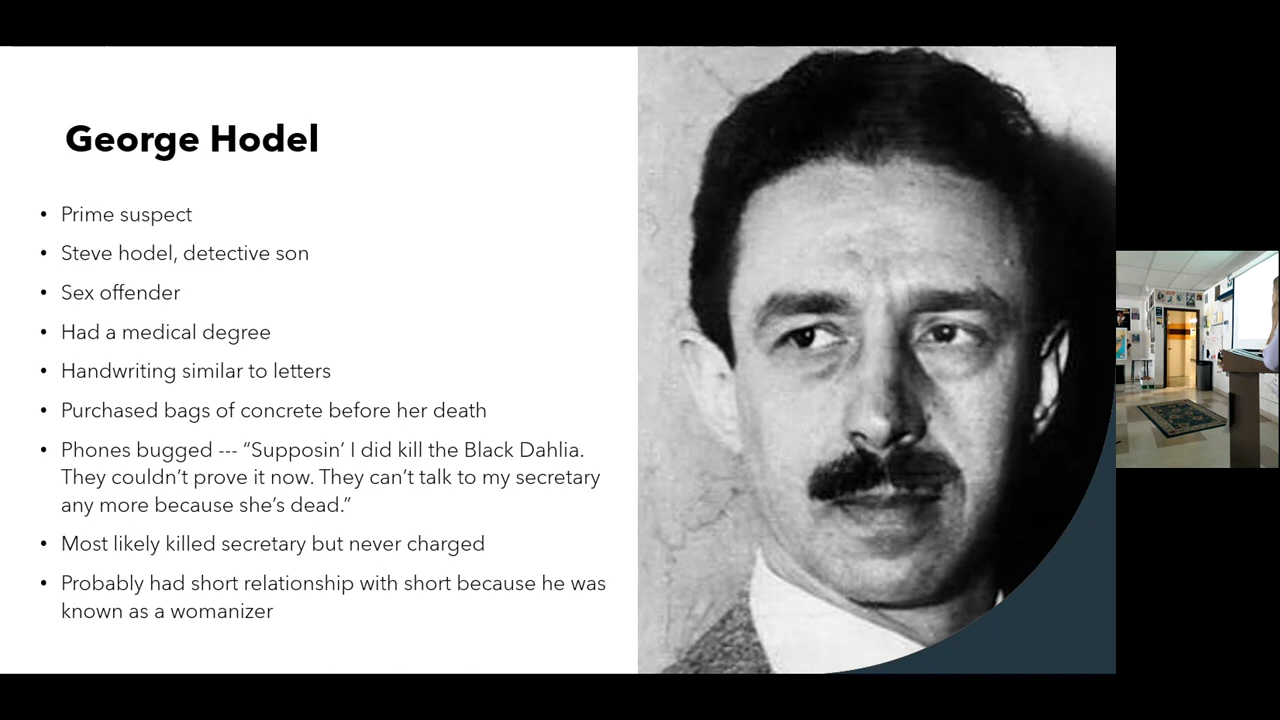 George Hodel
• Prime suspect
• Steve hodel, detective son
• Sex offender
• Had a medical degree
• Handwriting similar to letters
• Purchased bags of concrete before her death
• Phones bugged --- “Supposin’ I did kill the Black Dahlia.
They couldn’t prove it now. They can’t talk to my secretary
any more because she’s dead.”
• Most likely killed secretary but never charged
• Probably had short relationship with short because he was
known as a womanizer